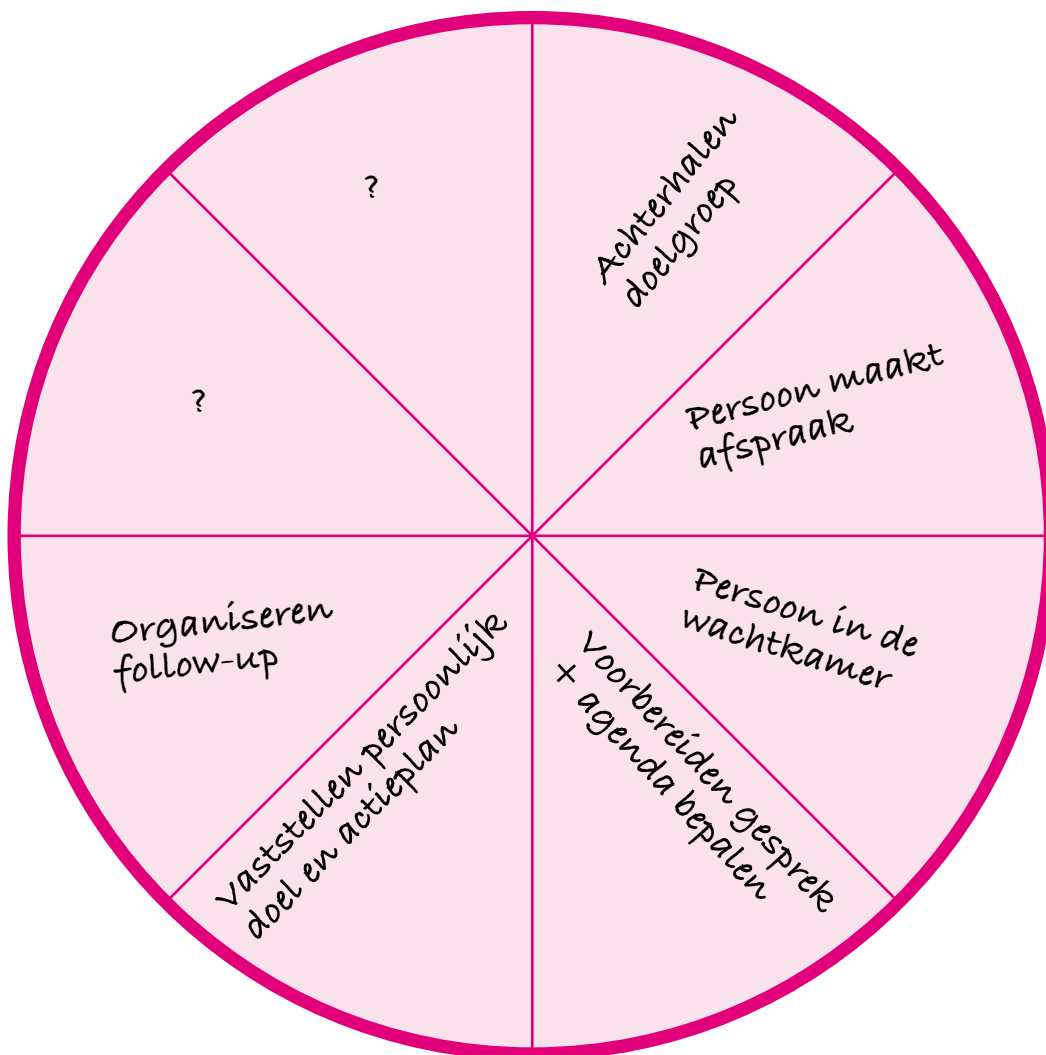 Achterhalen
doelgroep
Persoon maakt
afspraak
Persoon in de
wachtkamer
Voorbereiden gesprek
+ agenda bepalen
Vaststellen persoonlijk
doel en actieplan
Organiseren
follow-up
?
?